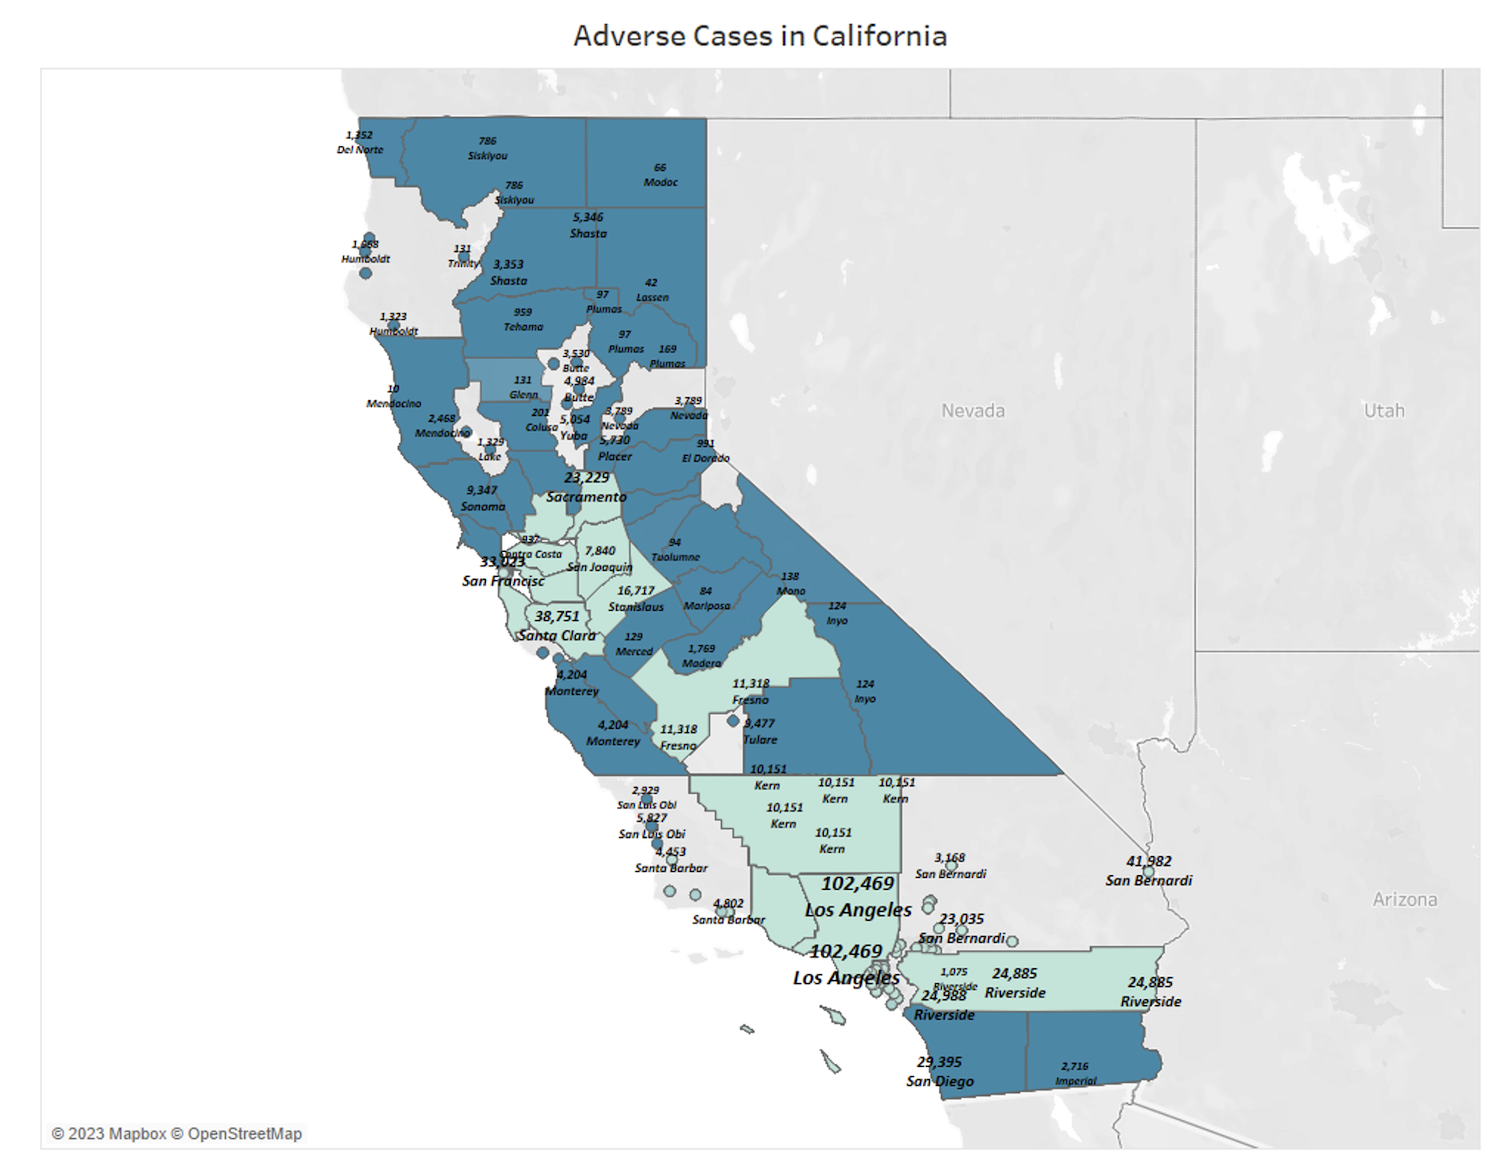 Adverse Cases in California
1,352
Del Norte
786
Siskiyou
66
Modoc
786
Siskiyou
5,346
Shasta
Humboldt
131
Trinity
3,353
Shasta
42
Lassen
97
Plumas
1,323
Humboldt
959
Tehama
97
Plumas
169
Plumas
3,530
Butte
131
Glenn
4,984
Butte
10
Mendocino
3,789
Nevada
Nevada
2,468
Mendocino
201
Colusa
5,054
Yuba
3,789
Nevada
Utah
1,329
Lake
5,730
Placer
991
El Dorado
23,229
Sacramento
9,347
Sonoma
937
Contra Costa
94
Tuolumne
7,840
San Joaquin
33,023
San Francisc
138
Mono
16,717
Stanislaus
84
Mariposa
124
Inyo
38,751
Santa Clara
129
Merced
1,769
Madera
4,204
Monterey
11,318
Fresno
124
Inyo
4,204
Monterey
11,318
Fresno
9,477
Tulare
10,151
Kern
10,151
Kern
10,151
Kern
2,929
San Luis Obi
10,151
Kern
5,827
San Luis Obi
10,151
Kern
4,453
Santa Barbar
3,168
San Bernardi
41,982
San Bernardi
102,469
Los Angeles
Arizona
4,802
Santa Barbar
23,035
San Bernardi
102,469
Los Angeles
1,075
Riverside
24,885
Riverside
24,885
Riverside
24,988
Riverside
29,395
San Diego
2,716
Imperial
© 2023 Mapbox © OpenStreetMap